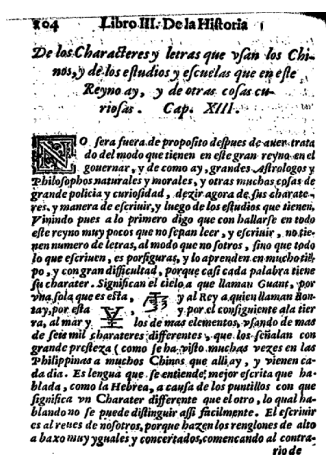 104 Libro III. De la Historia
De los Characteres y letras que vsan los Chi-
nos, y de los estudios y escuelas que en este
Reyno ay, y de otras cosas cu-
riosas. Cap. XIII.
NO sera fuera de proposito despues de auer trata
do del modo que tienen en este gran reyno en el
gouernar, y de como ay, grandes Astrologos y
Philosophos naturales y morales, y otras muchas cosas de
grande policia y curiosidad, dezir agora de sus charate-
res, y manera de escriuir, y luego de los estudios que tienen.
Viniendo pues a lo primero digo que con hallarse en todo
este reyno muy pocos que no sepan leer, y escriuir, no tie-
nen numero de letras, al modo que nosotros, sino que todo
lo que escriuen, es por figuras, y lo aprenden en mucho tiẽ-
po, y con gran difficultad, porque casi cada palabra tiene
su charater. Significan el cielo, a que llaman Guant, por
vna sola que es esta, y al Rey a quien llaman Bon-
tay, por esta y por el consiguiente ala tier
ra, al mar y los de mas elementos, vsando de mas
de seis mil charateres differentes, que los señalan con
grande presteza (como se ha visto muchas vezes en las
Philippinas a muchos Chinos que alli ay, y vienen ca-
da dia. Es lengua que se entiende mejor escrita que ha-
blada, como la Hebrea, a causa de los puntillos con que
significa vn Charater differente que el otro, lo qual ha-
blando no se puede distinguir assi facilmente. El escriuir
es al reues de nosotros, porque hazen los renglones de alto
a baxo muy yguales y concertados, començando al contra-
rio de